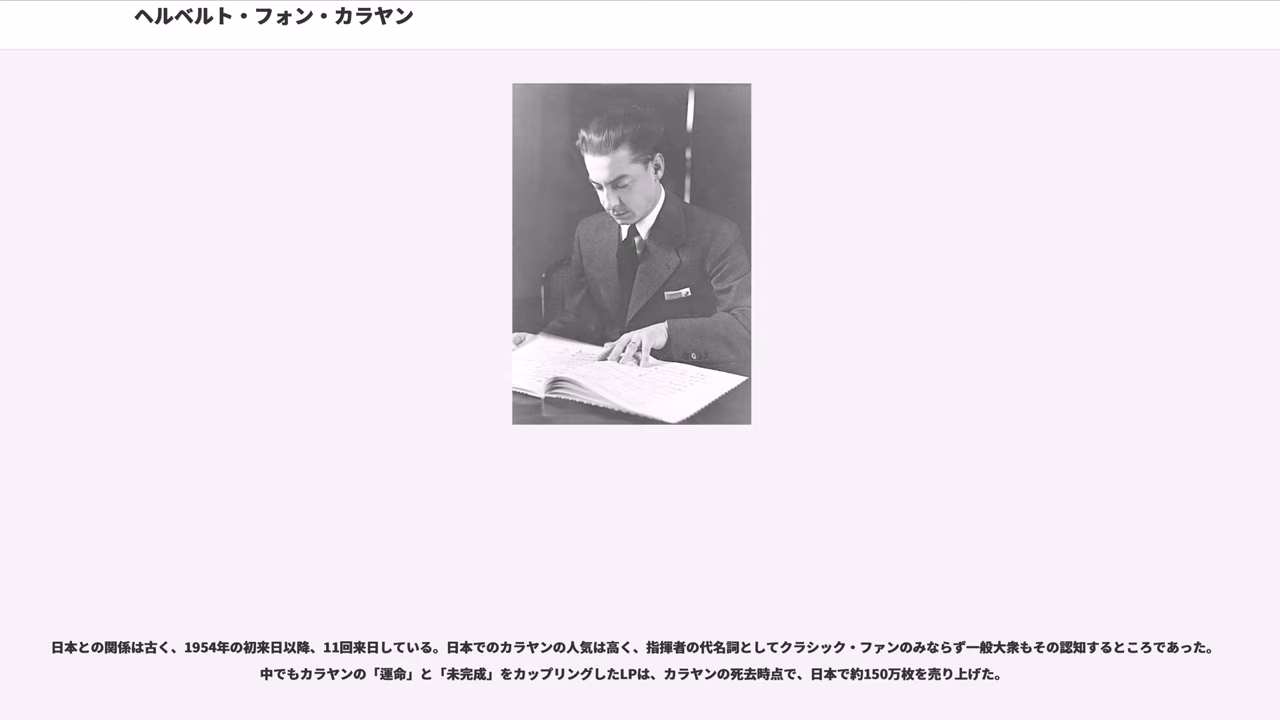 ヘルベルト・フォン・カラヤン
日本との関係は古く、1954年の初来日以降、11回来日している。日本でのカラヤンの人気は高く、指揮者の代名詞としてクラシック・ファンのみならず一般大衆もその認知するところであった。
中でもカラヤンの「運命」と「未完成」をカップリングしたLPは、カラヤンの死去時点で、日本で約150万枚を売り上げた。